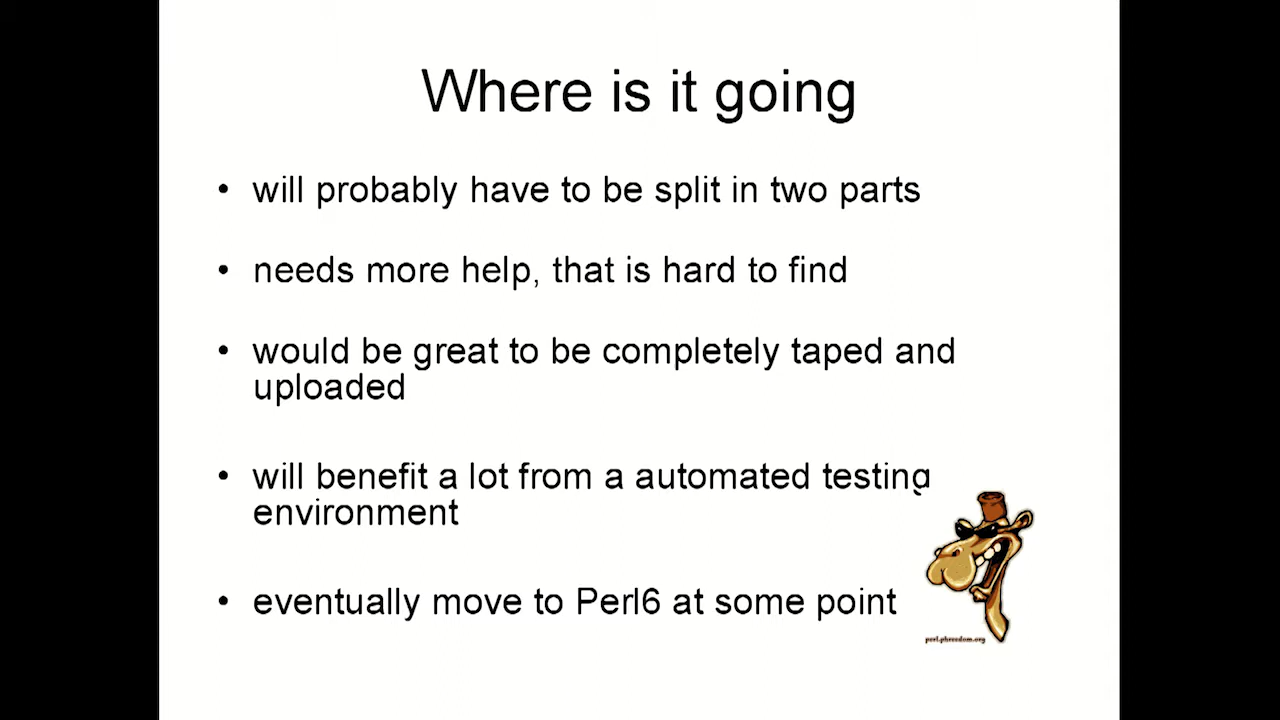 Where is it going
• will probably have to be split in two parts
• needs more help, that is hard to find
• would be great to be completely taped and
uploaded
• will benefit a lot from a automated testing
environment
• eventually move to Perl6 at some point
perl.phreedom.org